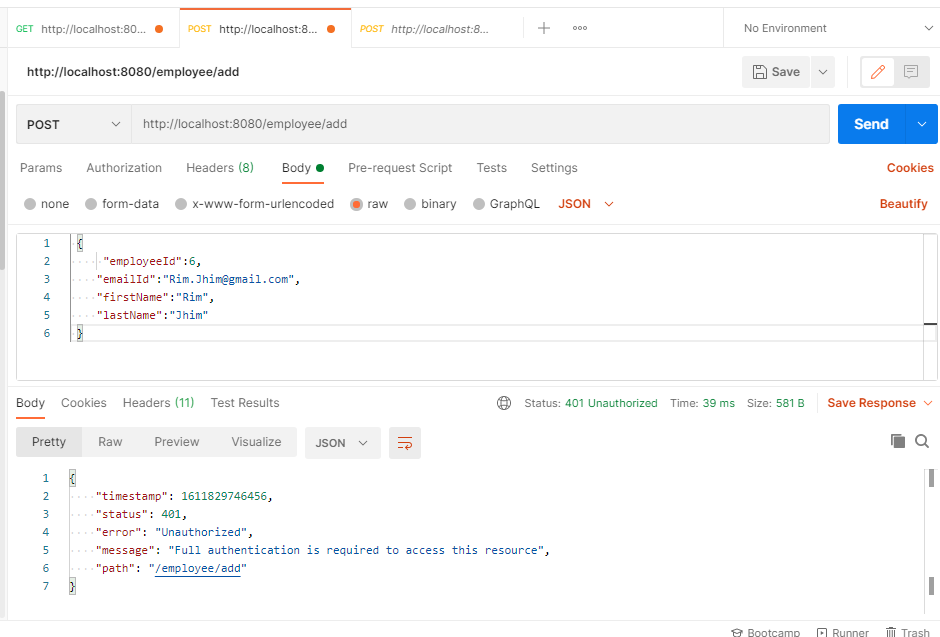 GET http://localhost:80... POST http://localhost:8... POST http://localhost:8... No Environment
http://localhost:8080/employee/add Save
POST http://localhost:8080/employee/add Send
Params Authorization Headers (8) Body Pre-request Script Tests Settings Cookies
none form-data x-www-form-urlencoded raw binary GraphQL JSON Beautify
1 {
2 "employeeId":6,
3 "emailId":"Rim.Jhim@gmail.com",
4 "firstName":"Rim",
5 "lastName":"Jhim"
6 }
Body Cookies Headers (11) Test Results Status: 401 Unauthorized Time: 39 ms Size: 581 B Save Response
Pretty Raw Preview Visualize JSON
1 {
2 "timestamp": 1611829746456,
3 "status": 401,
4 "error": "Unauthorized",
5 "message": "Full authentication is required to access this resource",
6 "path": "/employee/add"
7 }
Bootcamp Runner Trash